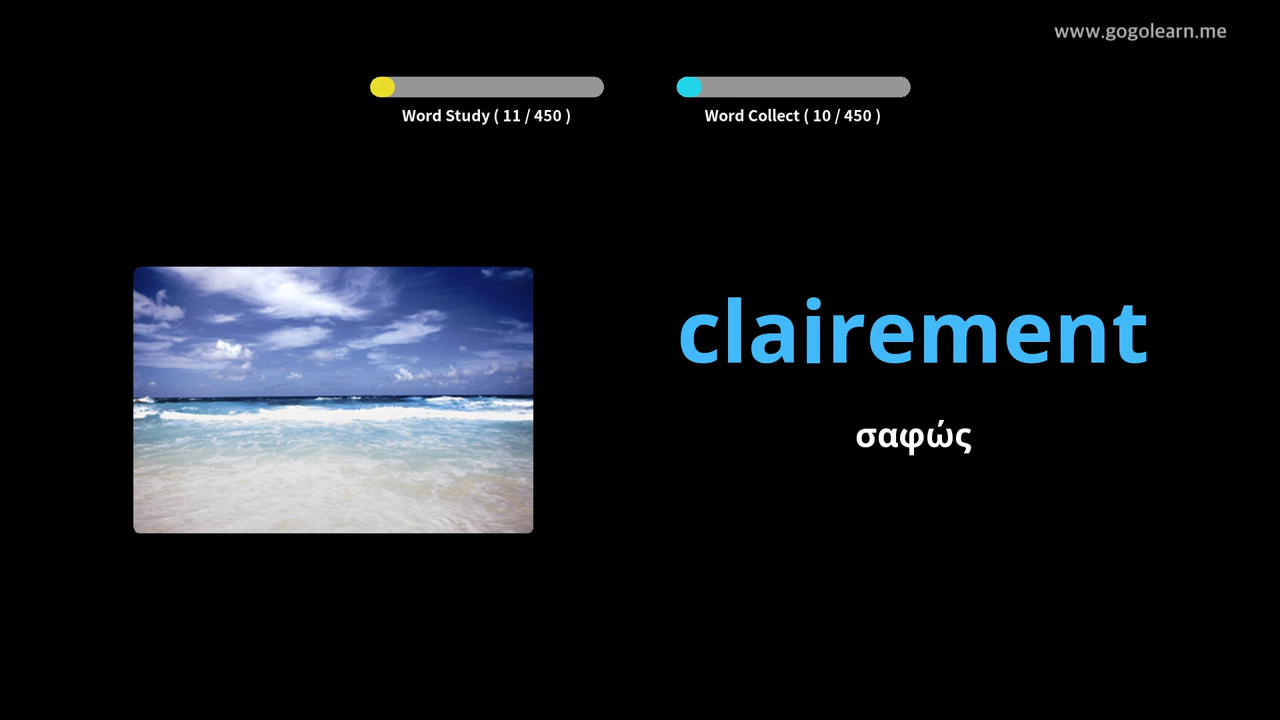 www.gogolearn.me
Word Study ( 11 / 450 )
Word Collect ( 10 / 450 )
clairement
σαφώς